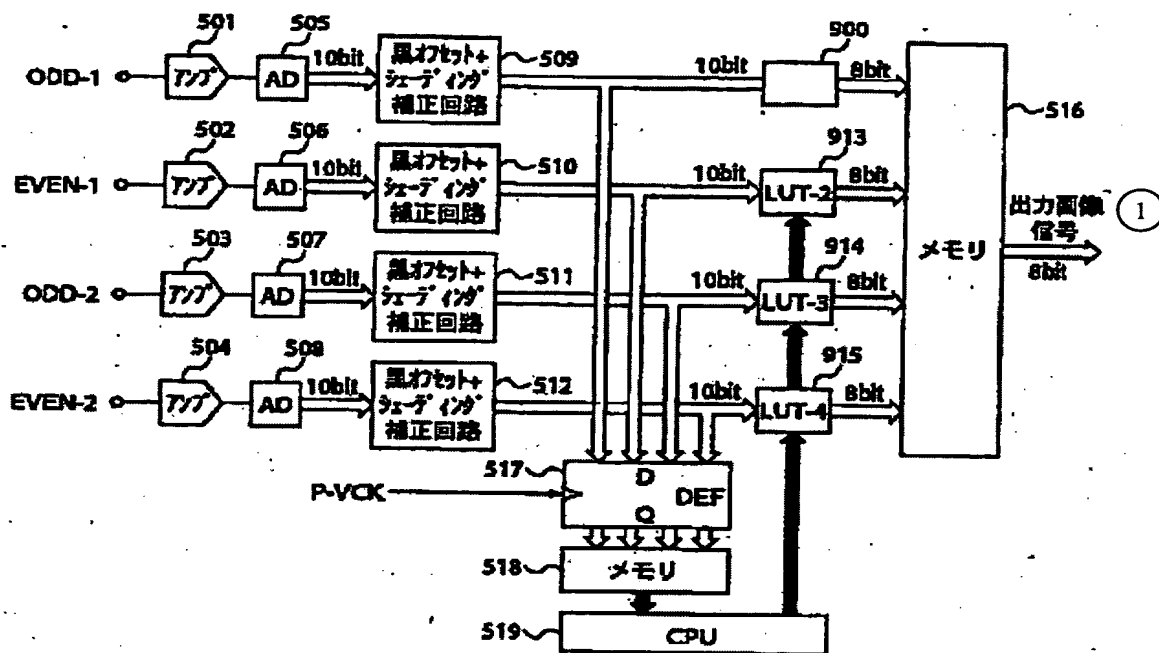 501
505
900
ODD-1
アンプ
AD
10bit
黒オフセット+
シェーディング
補正回路
509
10bit
8bit
516
502
506
913
EVEN-1
アンプ
AD
10bit
黒オフセット+
シェーディング
補正回路
510
10bit
LUT-2
8bit
出力画像
信号
8bit
1
メモリ
503
507
914
ODD-2
アンプ
AD
10bit
黒オフセット+
シェーディング
補正回路
511
10bit
LUT-3
8bit
504
508
915
EVEN-2
アンプ
AD
10bit
黒オフセット+
シェーディング
補正回路
512
10bit
LUT-4
8bit
517
P-VCK
D
DEF
Q
518
メモリ
519
CPU